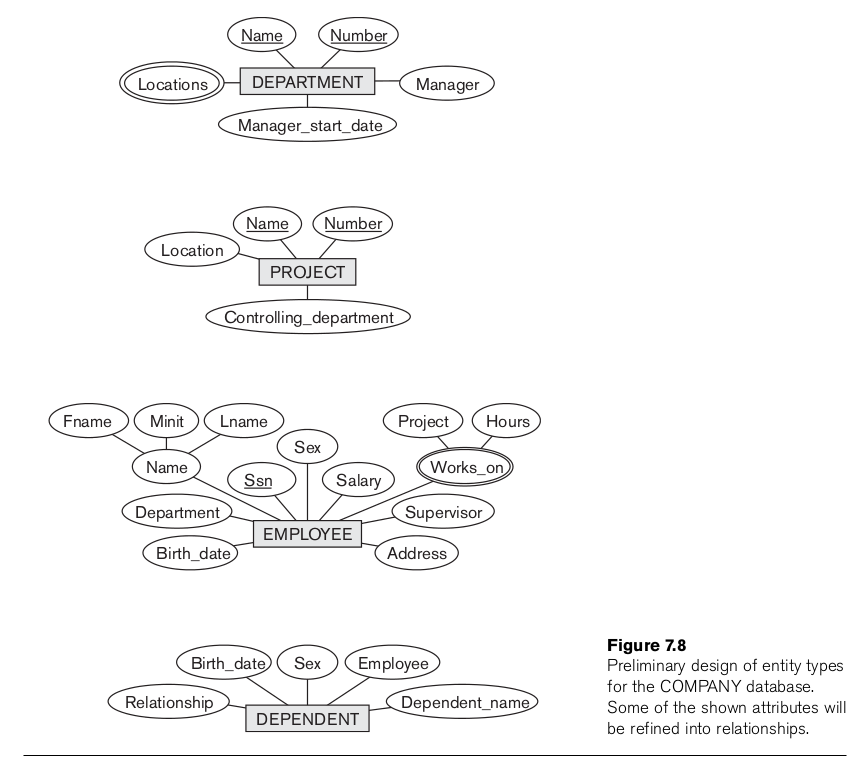 Name Number
Locations DEPARTMENT Manager
Manager_start_date
Name Number
Location
PROJECT
Controlling_department
Fname Minit Lname Project Hours
Sex
Name Works_on
Ssn Salary
Department Supervisor
EMPLOYEE
Birth_date Address
Birth_date Sex Employee
Relationship Dependent_name
DEPENDENT
Figure 7.8
Preliminary design of entity types
for the COMPANY database.
Some of the shown attributes will
be refined into relationships.